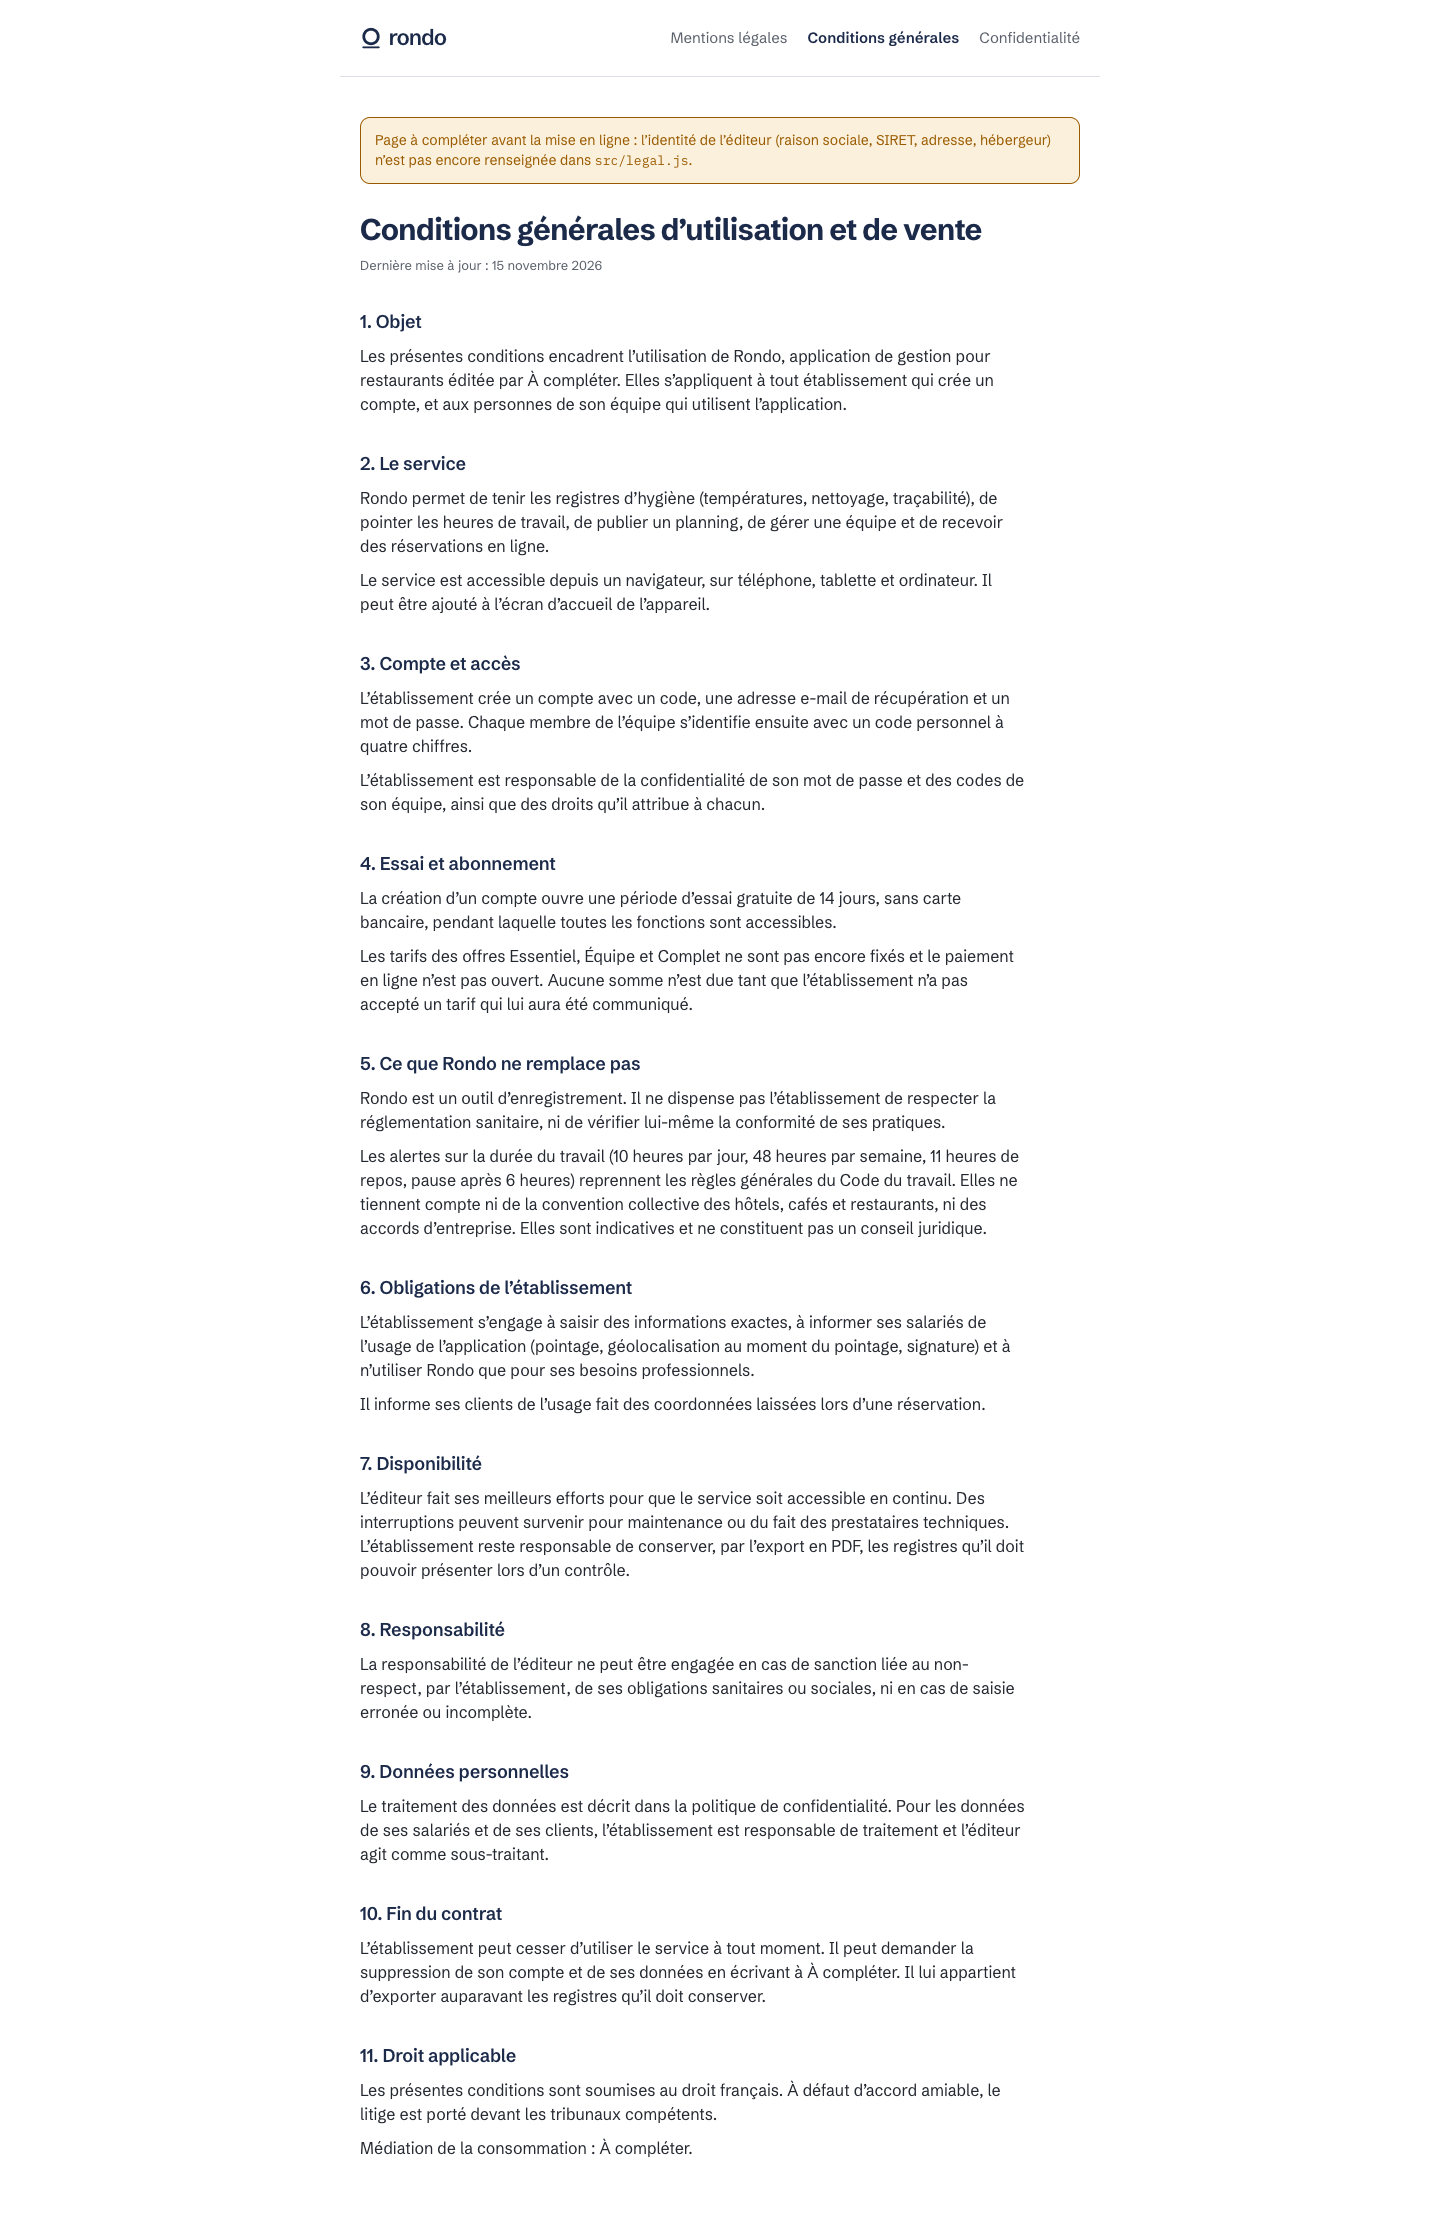 rondo
Mentions légales Conditions générales Confidentialité
Page à compléter avant la mise en ligne : l’identité de l’éditeur (raison sociale, SIRET, adresse, hébergeur)
n’est pas encore renseignée dans src/legal.js.
Conditions générales d’utilisation et de vente
Dernière mise à jour : 15 novembre 2026
1. Objet
Les présentes conditions encadrent l’utilisation de Rondo, application de gestion pour
restaurants éditée par À compléter. Elles s’appliquent à tout établissement qui crée un
compte, et aux personnes de son équipe qui utilisent l’application.
2. Le service
Rondo permet de tenir les registres d’hygiène (températures, nettoyage, traçabilité), de
pointer les heures de travail, de publier un planning, de gérer une équipe et de recevoir
des réservations en ligne.
Le service est accessible depuis un navigateur, sur téléphone, tablette et ordinateur. Il
peut être ajouté à l’écran d’accueil de l’appareil.
3. Compte et accès
L’établissement crée un compte avec un code, une adresse e-mail de récupération et un
mot de passe. Chaque membre de l’équipe s’identifie ensuite avec un code personnel à
quatre chiffres.
L’établissement est responsable de la confidentialité de son mot de passe et des codes de
son équipe, ainsi que des droits qu’il attribue à chacun.
4. Essai et abonnement
La création d’un compte ouvre une période d’essai gratuite de 14 jours, sans carte
bancaire, pendant laquelle toutes les fonctions sont accessibles.
Les tarifs des offres Essentiel, Équipe et Complet ne sont pas encore fixés et le paiement
en ligne n’est pas ouvert. Aucune somme n’est due tant que l’établissement n’a pas
accepté un tarif qui lui aura été communiqué.
5. Ce que Rondo ne remplace pas
Rondo est un outil d’enregistrement. Il ne dispense pas l’établissement de respecter la
réglementation sanitaire, ni de vérifier lui-même la conformité de ses pratiques.
Les alertes sur la durée du travail (10 heures par jour, 48 heures par semaine, 11 heures de
repos, pause après 6 heures) reprennent les règles générales du Code du travail. Elles ne
tiennent compte ni de la convention collective des hôtels, cafés et restaurants, ni des
accords d’entreprise. Elles sont indicatives et ne constituent pas un conseil juridique.
6. Obligations de l’établissement
L’établissement s’engage à saisir des informations exactes, à informer ses salariés de
l’usage de l’application (pointage, géolocalisation au moment du pointage, signature) et à
n’utiliser Rondo que pour ses besoins professionnels.
Il informe ses clients de l’usage fait des coordonnées laissées lors d’une réservation.
7. Disponibilité
L’éditeur fait ses meilleurs efforts pour que le service soit accessible en continu. Des
interruptions peuvent survenir pour maintenance ou du fait des prestataires techniques.
L’établissement reste responsable de conserver, par l’export en PDF, les registres qu’il doit
pouvoir présenter lors d’un contrôle.
8. Responsabilité
La responsabilité de l’éditeur ne peut être engagée en cas de sanction liée au non-
respect, par l’établissement, de ses obligations sanitaires ou sociales, ni en cas de saisie
erronée ou incomplète.
9. Données personnelles
Le traitement des données est décrit dans la politique de confidentialité. Pour les données
de ses salariés et de ses clients, l’établissement est responsable de traitement et l’éditeur
agit comme sous-traitant.
10. Fin du contrat
L’établissement peut cesser d’utiliser le service à tout moment. Il peut demander la
suppression de son compte et de ses données en écrivant à À compléter. Il lui appartient
d’exporter auparavant les registres qu’il doit conserver.
11. Droit applicable
Les présentes conditions sont soumises au droit français. À défaut d’accord amiable, le
litige est porté devant les tribunaux compétents.
Médiation de la consommation : À compléter.